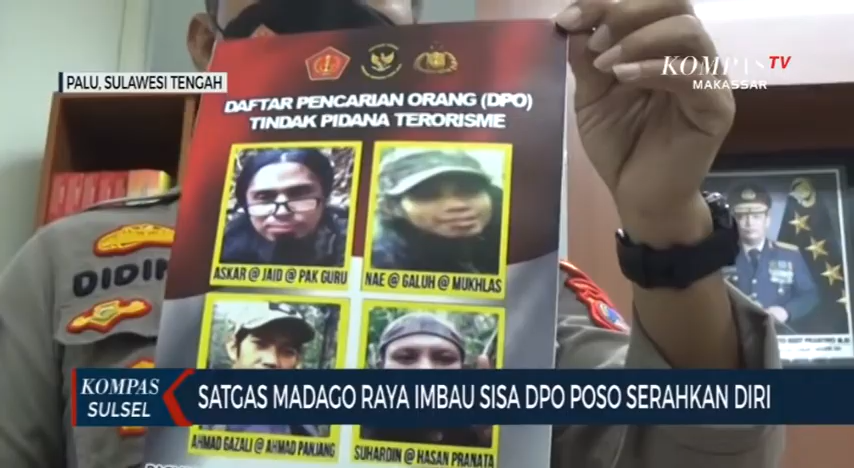 KOMPAS TV
MAKASSAR
PALU, SULAWESI TENGAH
DAFTAR PENCARIAN ORANG (DPO)
TINDAK PIDANA TERORISME
ASKAR @ JAID @ PAK GURU
NAE @ GALUH @ MUKHLAS
DIDIK
KOMPAS
SULSEL
SATGAS MADAGO RAYA IMBAU SISA DPO POSO SERAHKAN DIRI
AHMAD GAZALI @ AHMAD PANJANG
SUHARDIN @ HASAN PRANATA